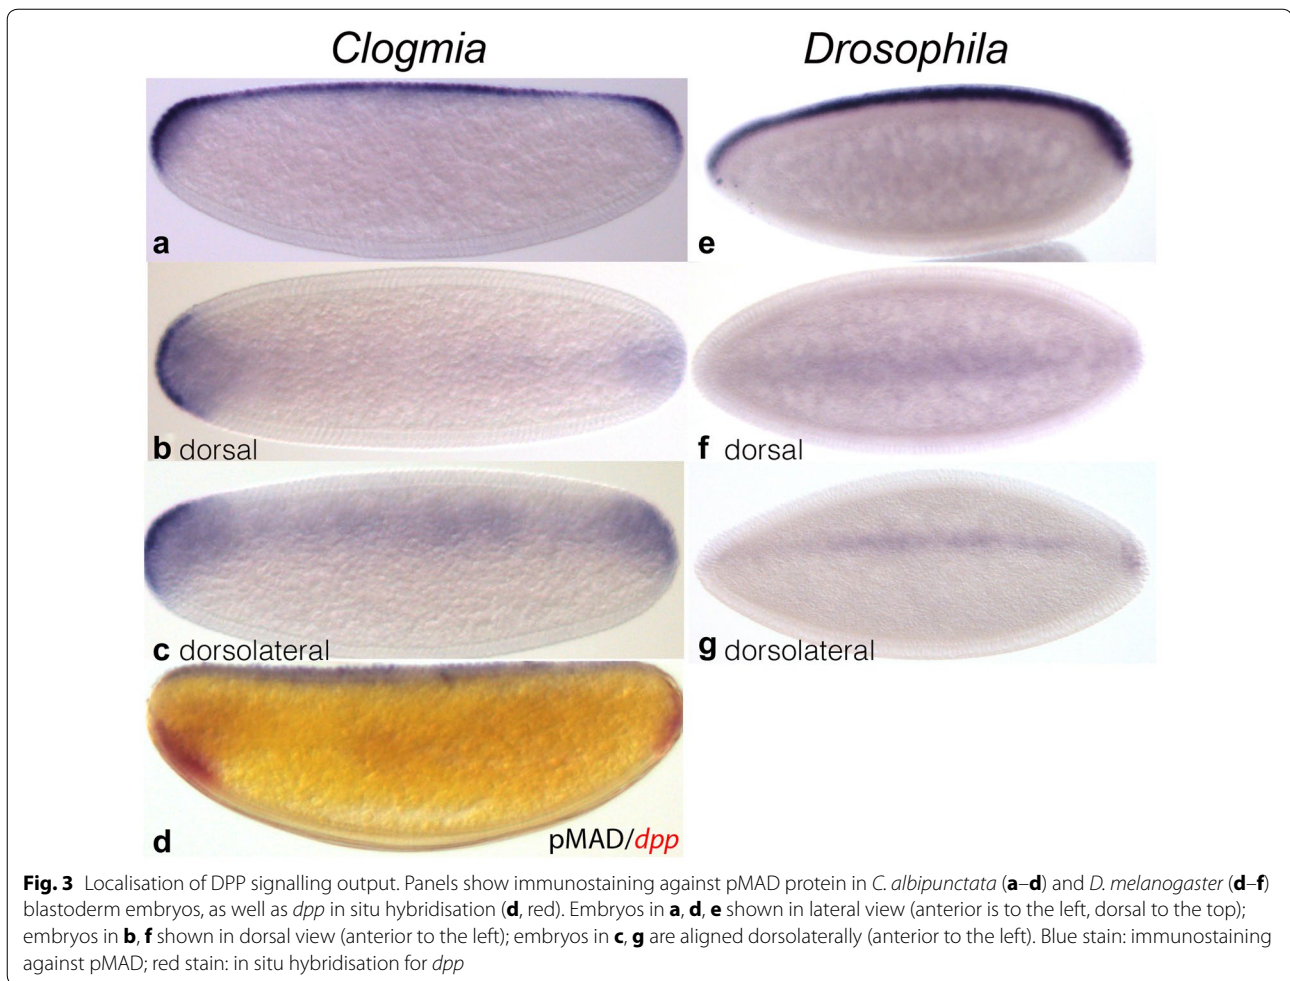 Clogmia
Drosophila
a
e
b dorsal
f dorsal
c dorsolateral
g dorsolateral
d
pMAD/dpp
Fig. 3 Localisation of DPP signalling output. Panels show immunostaining against pMAD protein in C. albipunctata (a–d) and D. melanogaster (d–f)
blastoderm embryos, as well as dpp in situ hybridisation (d, red). Embryos in a, d, e shown in lateral view (anterior is to the left, dorsal to the top);
embryos in b, f shown in dorsal view (anterior to the left); embryos in c, g are aligned dorsolaterally (anterior to the left). Blue stain: immunostaining
against pMAD; red stain: in situ hybridisation for dpp